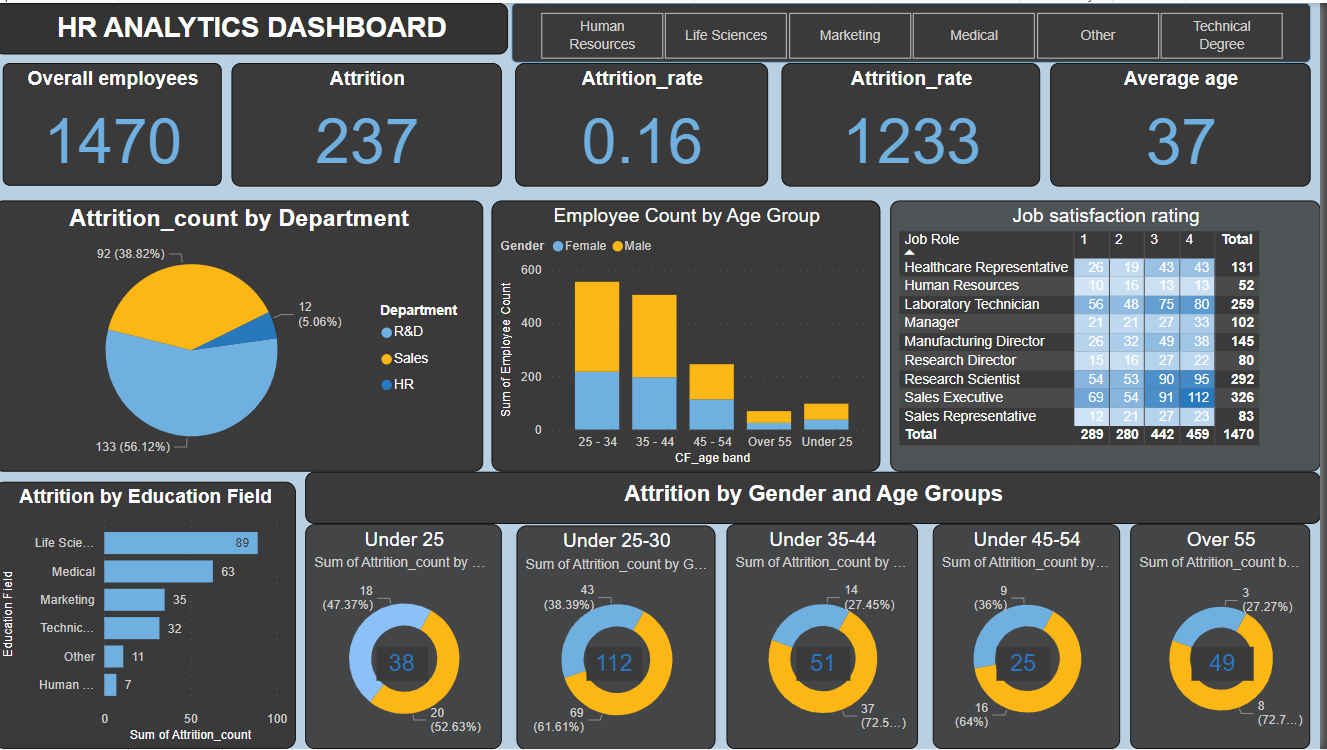 HR ANALYTICS DASHBOARD
Human
Resources
Life Sciences
Marketing
Medical
Other
Technical
Degree
Overall employees
1470
Attrition
237
Attrition_rate
0.16
Attrition_rate
1233
Average age
37
Attrition_count by Department
92 (38.82%)
12
(5.06%)
133 (56.12%)
Department
R&D
Sales
HR
Employee Count by Age Group
Gender Female Male
Sum of Employee Count
600
400
200
0
25 - 34 35 - 44 45 - 54 Over 55 Under 25
CF_age band
Job satisfaction rating
Job Role 1 2 3 4 Total
Healthcare Representative 26 19 43 43 131
Human Resources 10 16 13 13 52
Laboratory Technician 56 48 75 80 259
Manager 21 21 27 33 102
Manufacturing Director 26 32 49 38 145
Research Director 15 16 27 22 80
Research Scientist 54 53 90 95 292
Sales Executive 69 54 91 112 326
Sales Representative 12 21 27 23 83
Total 289 280 442 459 1470
Attrition by Education Field
Education Field
Life Scie... 89
Medical 63
Marketing 35
Technic... 32
Other 11
Human ... 7
0 50 100
Sum of Attrition_count
Attrition by Gender and Age Groups
Under 25
Sum of Attrition_count by ...
18
(47.37%)
38
20
(52.63%)
Under 25-30
Sum of Attrition_count by G...
43
(38.39%)
112
69
(61.61%)
Under 35-44
Sum of Attrition_count by ...
14
(27.45%)
51
37
(72.5...)
Under 45-54
Sum of Attrition_count by...
9
(36%)
25
16
(64%)
Over 55
Sum of Attrition_count b...
3
(27.27%)
49
8
(72.7...)